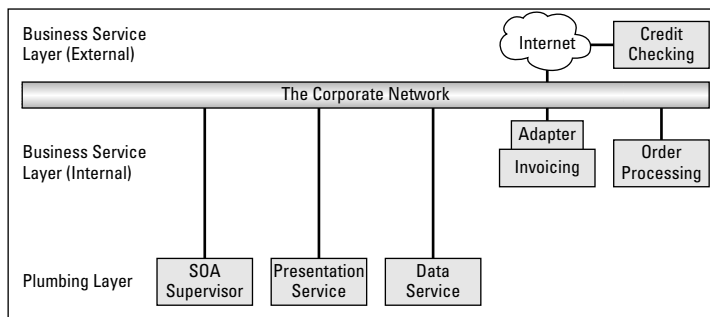 Business Service
Layer (External)
Internet
Credit
Checking
The Corporate Network
Business Service
Layer (Internal)
Adapter
Invoicing
Order
Processing
Plumbing Layer
SOA
Supervisor
Presentation
Service
Data
Service